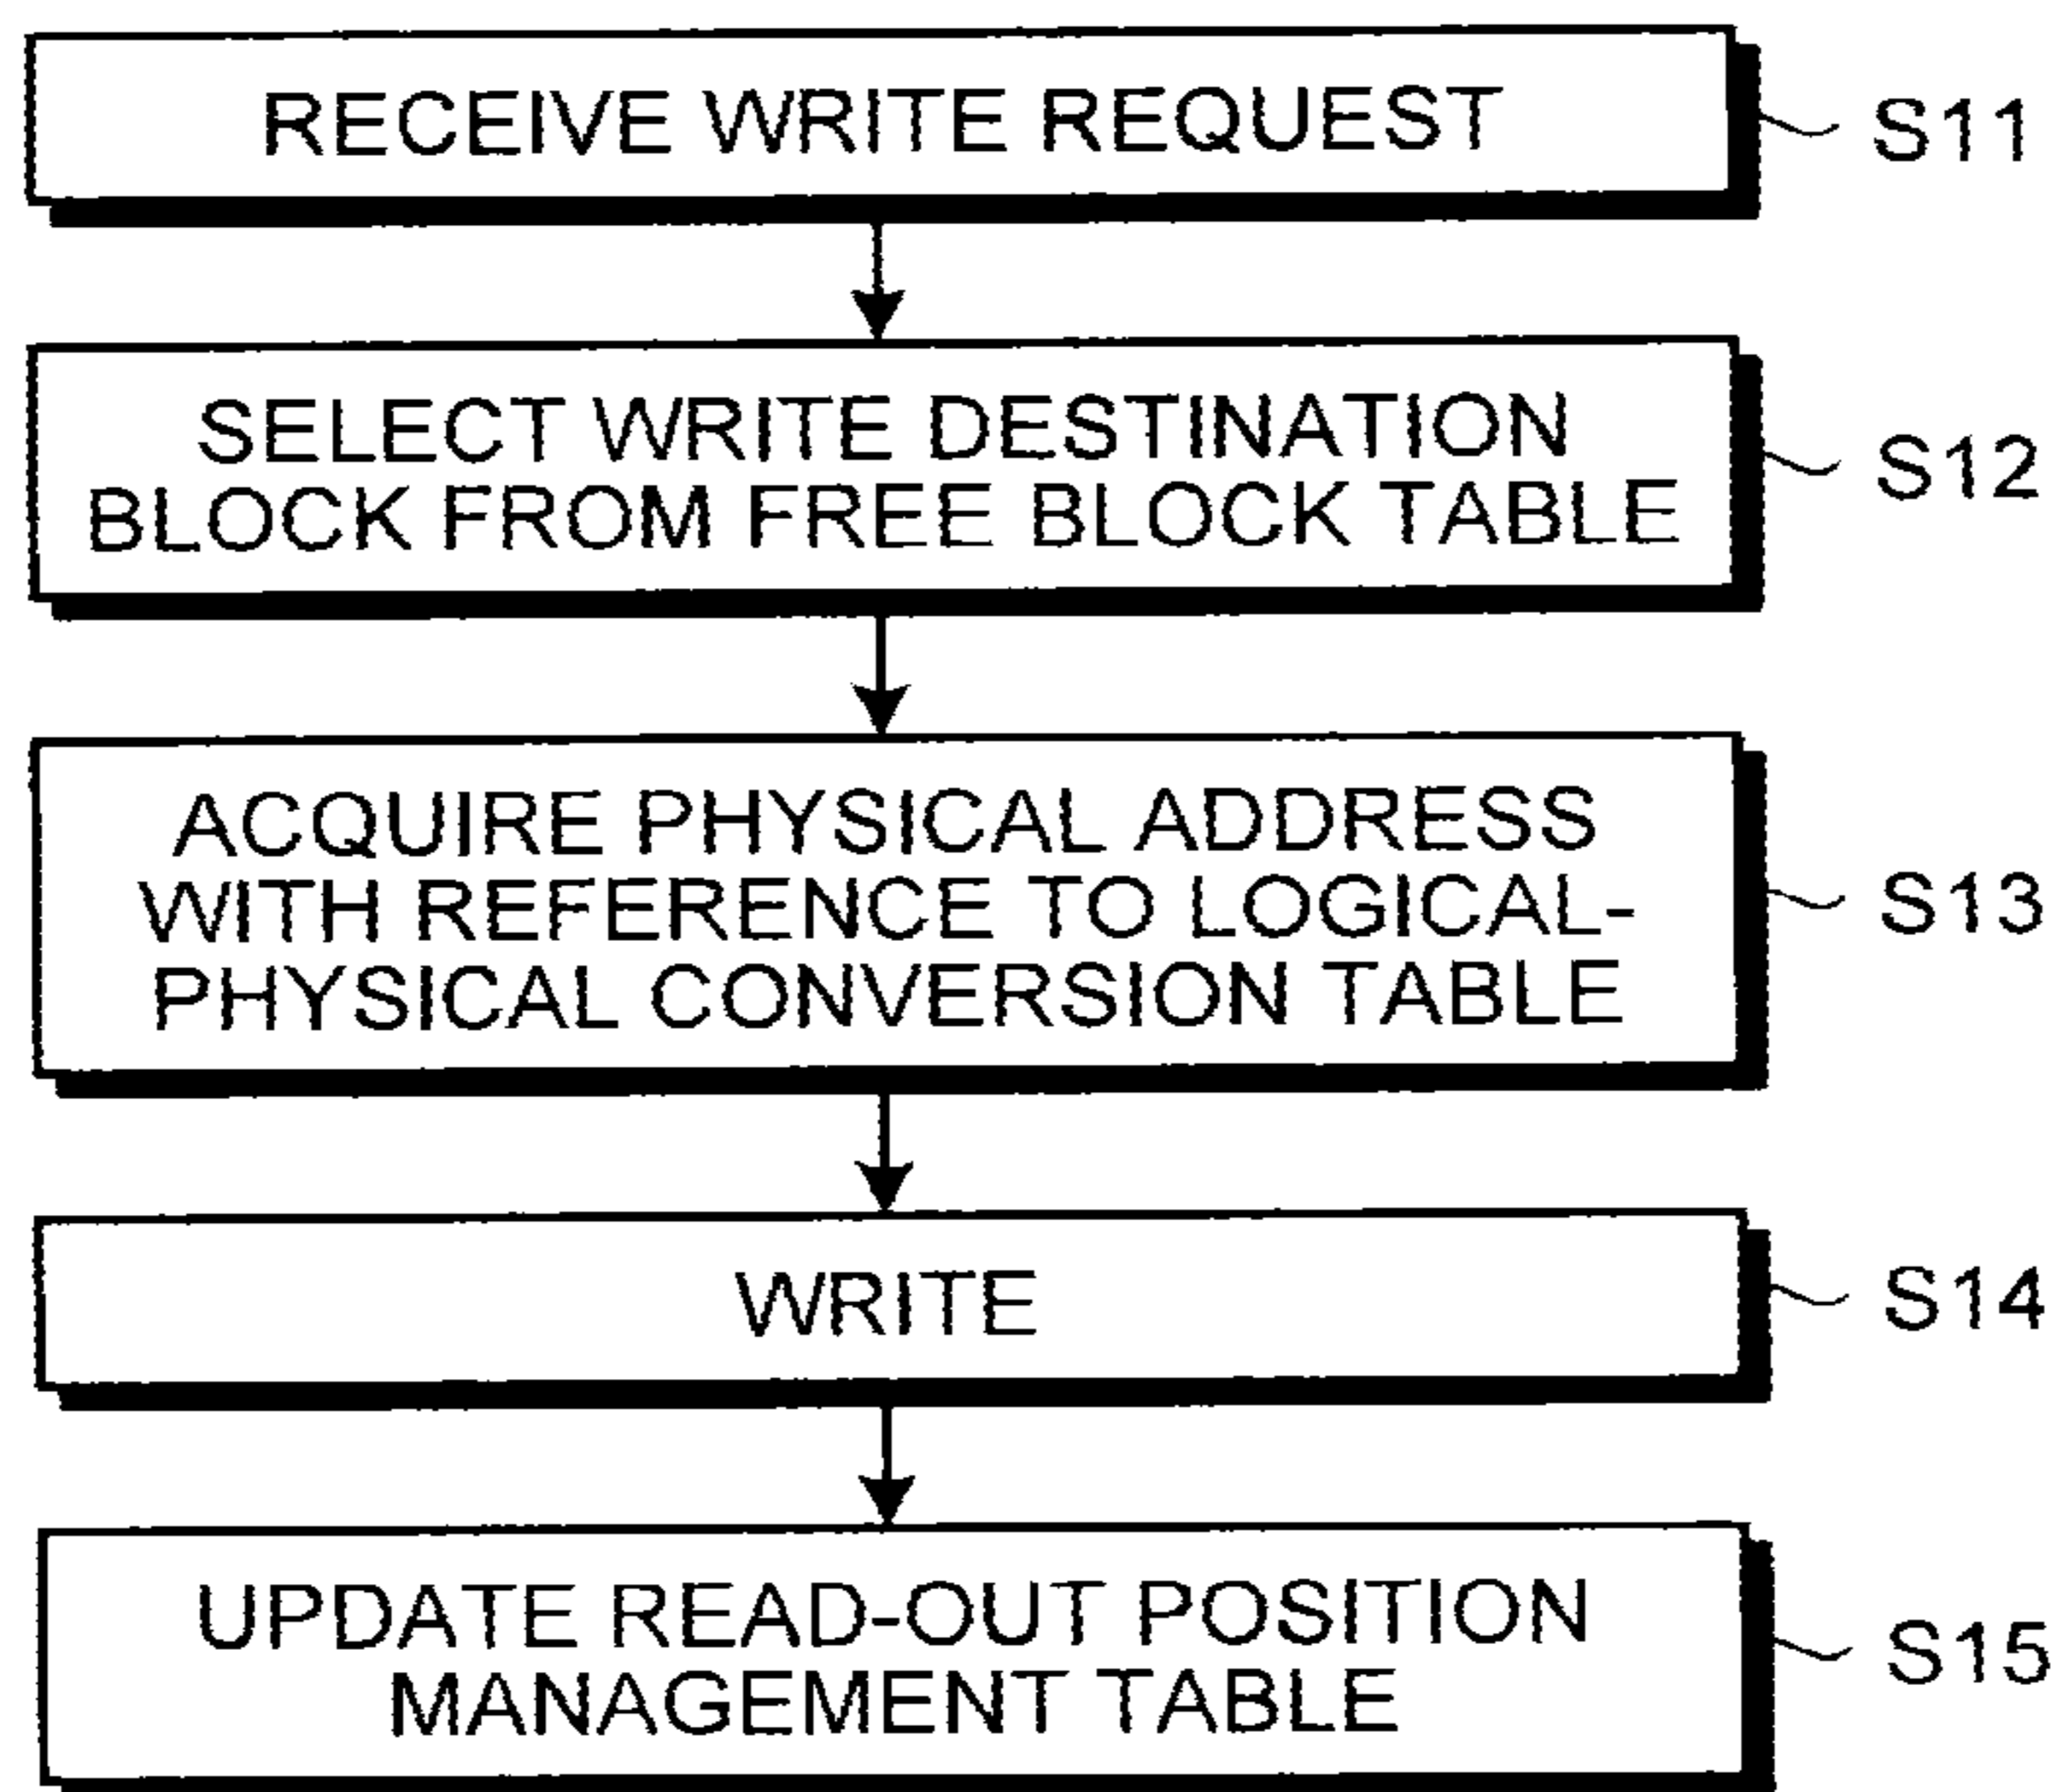 RECEIVE WRITE REQUEST
S11
SELECT WRITE DESTINATION
BLOCK FROM FREE BLOCK TABLE
S12
ACQUIRE PHYSICAL ADDRESS
WITH REFERENCE TO LOGICAL-
PHYSICAL CONVERSION TABLE
S13
WRITE
S14
UPDATE READ-OUT POSITION
MANAGEMENT TABLE
S15